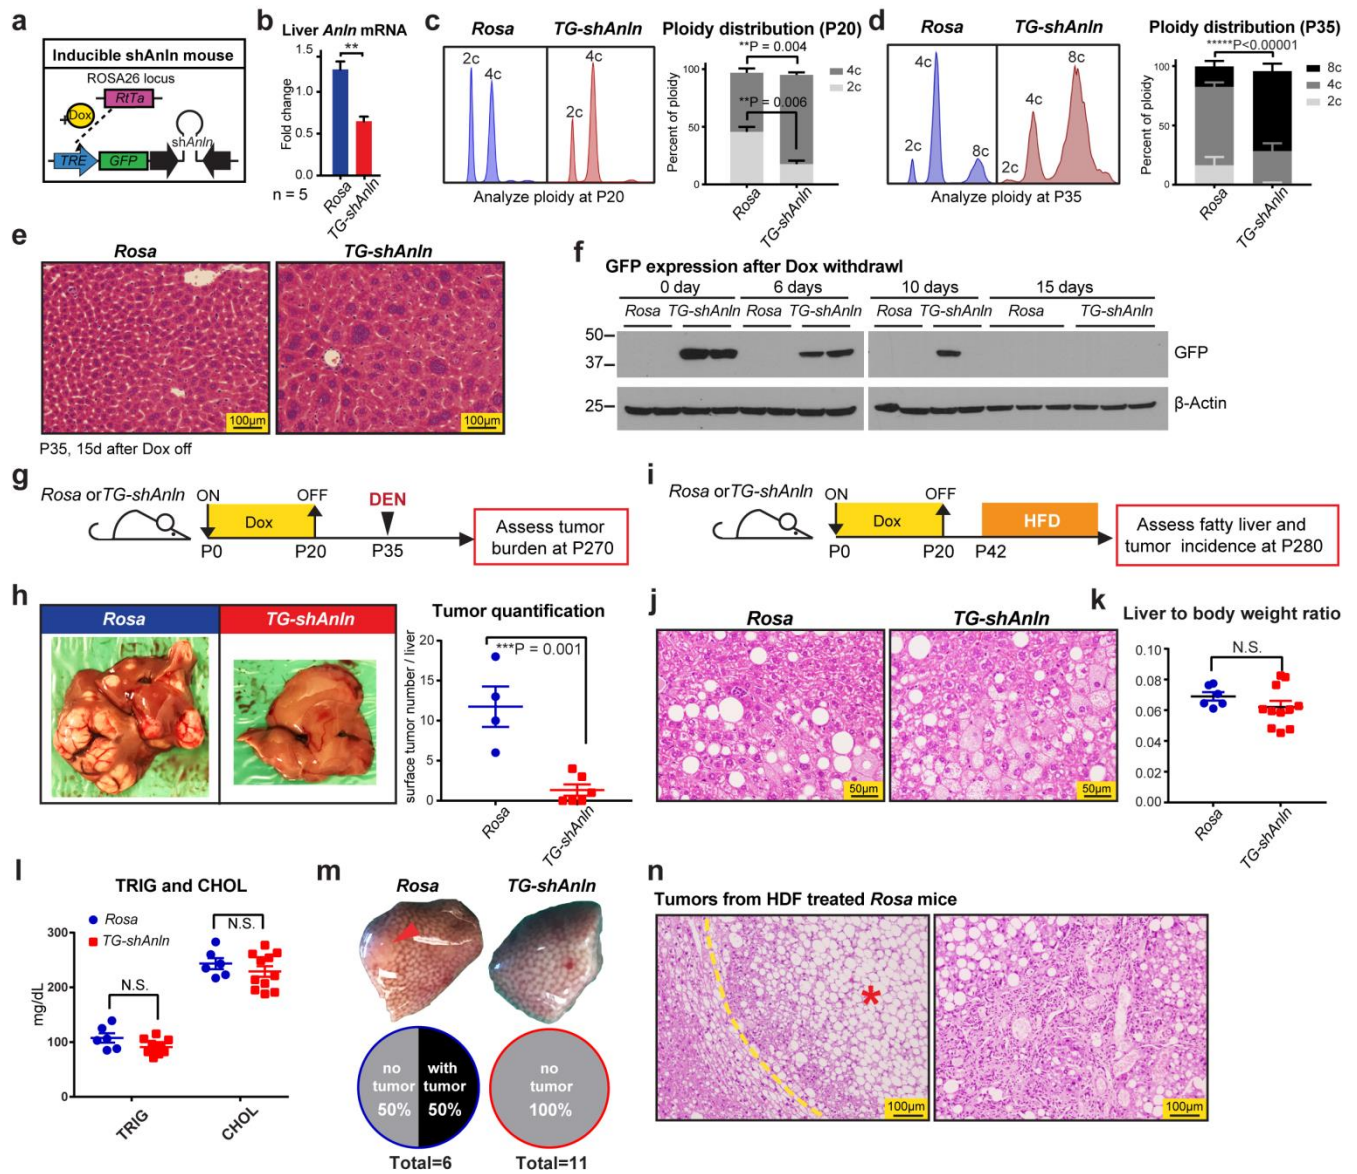 a
Inducible shAnln mouse
ROSA26 locus
RtTa
Dox
+
shAnln
TRE
GFP
b
Liver Anln mRNA
**
Fold change
1.5
1.0
0.5
0.0
n = 5
Rosa
TG-shAnln
c
Rosa
TG-shAnln
2c
4c
2c
4c
Analyze ploidy at P20
Ploidy distribution (P20)
**P = 0.004
**P = 0.006
4c
2c
Percent of ploidy
100
50
0
Rosa
TG-shAnln
d
Rosa
TG-shAnln
2c
4c
8c
2c
4c
8c
Analyze ploidy at P35
Ploidy distribution (P35)
*****P<0.00001
8c
4c
2c
Percent of ploidy
100
50
0
Rosa
TG-shAnln
e
Rosa
TG-shAnln
100µm
100µm
P35, 15d after Dox off
f
GFP expression after Dox withdrawl
0 day
6 days
10 days
15 days
Rosa TG-shAnln Rosa TG-shAnln Rosa TG-shAnln Rosa TG-shAnln
50
37
GFP
25
β-Actin
g
Rosa orTG-shAnln
ON
OFF
Dox
DEN
P0
P20
P35
Assess tumor
burden at P270
i
Rosa orTG-shAnln
ON
OFF
Dox
HFD
P0
P20
P42
Assess fatty liver and
tumor incidence at P280
h
Rosa
TG-shAnln
Tumor quantification
***P = 0.001
surface tumor number / liver
20
15
10
5
0
Rosa
TG-shAnln
j
Rosa
TG-shAnln
50µm
50µm
k
Liver to body weight ratio
N.S.
0.10
0.08
0.06
0.04
0.02
0.00
Rosa
TG-shAnln
l
TRIG and CHOL
Rosa
TG-shAnln
N.S.
N.S.
mg/dL
300
200
100
0
TRIG
CHOL
m
Rosa
TG-shAnln
no
tumor
50%
with
tumor
50%
no
tumor
100%
Total=6
Total=11
n
Tumors from HDF treated Rosa mice
*
100µm
100µm